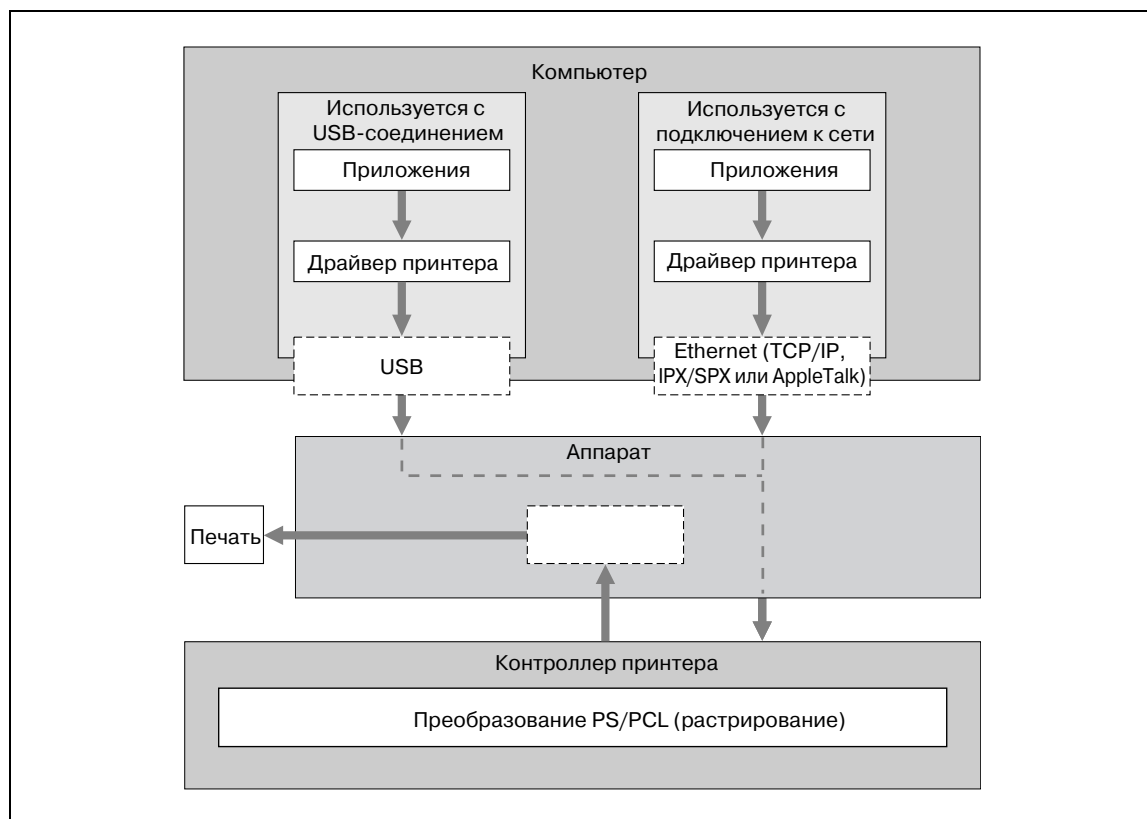 Компьютер
Используется с
USB-соединением
Приложения
Драйвер принтера
USB
Используется с
подключением к сети
Приложения
Драйвер принтера
Ethernet (TCP/IP,
IPX/SPX или AppleTalk)
Аппарат
Печать
Контроллер принтера
Преобразование PS/PCL (растрирование)